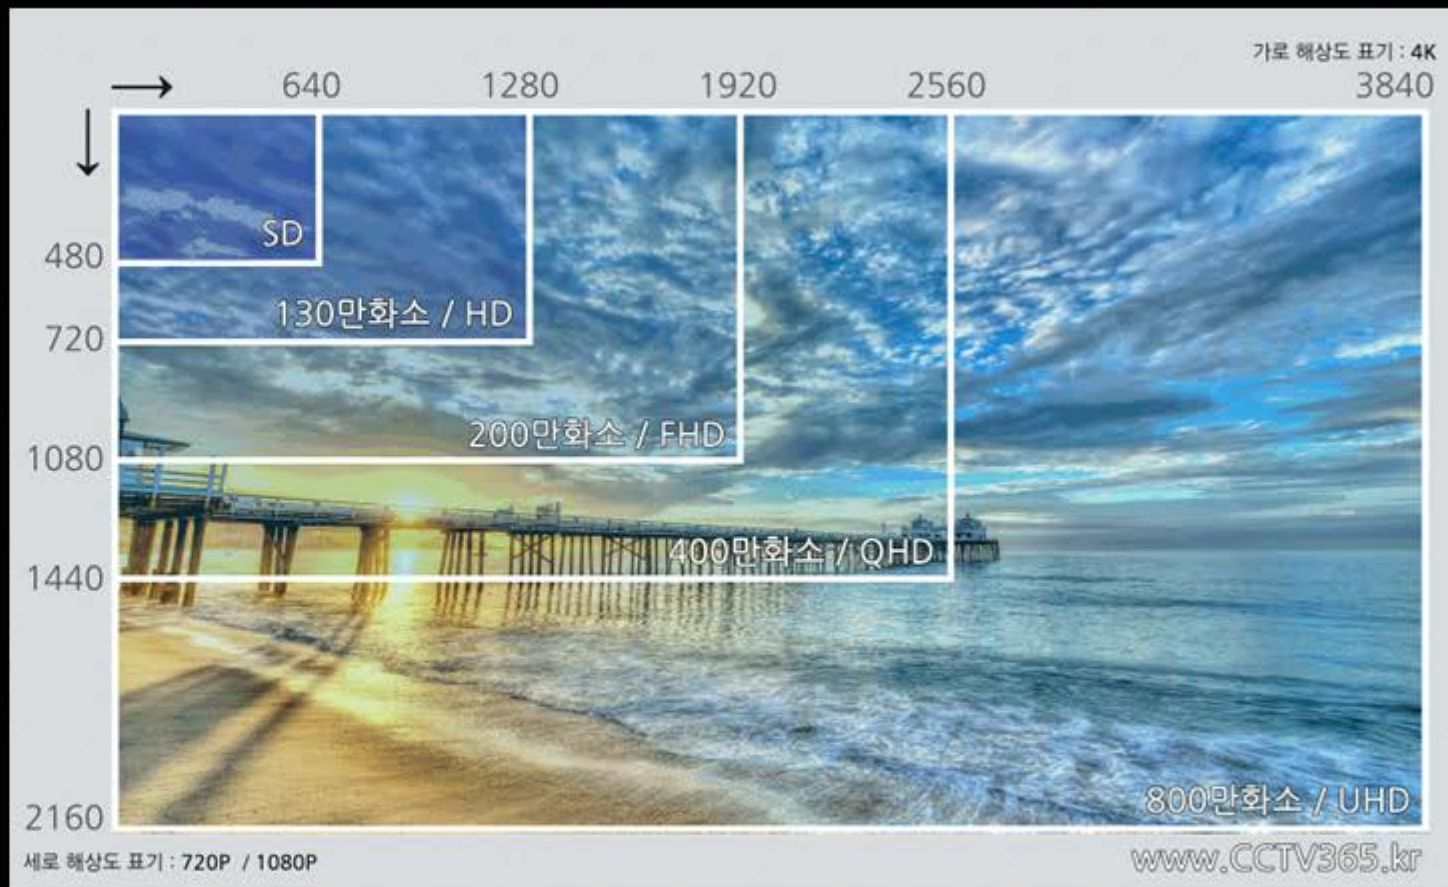 가로 해상도 표기 : 4K
640 1280 1920 2560 3840
SD
480
130만화소 / HD
720
200만화소 / FHD
1080
400만화소 / QHD
1440
800만화소 / UHD
2160
세로 해상도 표기 : 720P / 1080P
www.CCTV365.kr